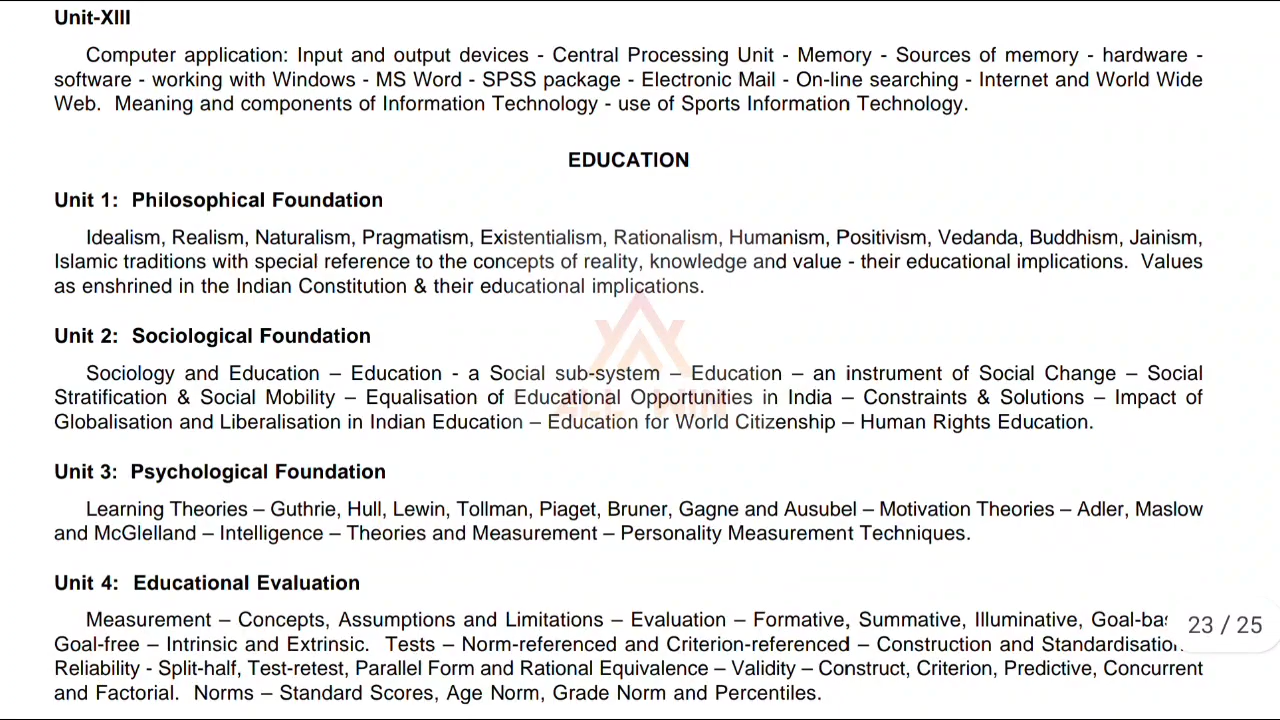 Unit-XIII
Computer application: Input and output devices - Central Processing Unit - Memory - Sources of memory - hardware -
software - working with Windows - MS Word - SPSS package - Electronic Mail - On-line searching - Internet and World Wide
Web. Meaning and components of Information Technology - use of Sports Information Technology.
EDUCATION
Unit 1: Philosophical Foundation
Idealism, Realism, Naturalism, Pragmatism, Existentialism, Rationalism, Humanism, Positivism, Vedanda, Buddhism, Jainism,
Islamic traditions with special reference to the concepts of reality, knowledge and value - their educational implications. Values
as enshrined in the Indian Constitution & their educational implications.
Unit 2: Sociological Foundation
Sociology and Education – Education - a Social sub-system – Education – an instrument of Social Change – Social
Stratification & Social Mobility – Equalisation of Educational Opportunities in India – Constraints & Solutions – Impact of
Globalisation and Liberalisation in Indian Education – Education for World Citizenship – Human Rights Education.
ALL WIN
Unit 3: Psychological Foundation
Learning Theories – Guthrie, Hull, Lewin, Tollman, Piaget, Bruner, Gagne and Ausubel – Motivation Theories – Adler, Maslow
and McGlelland – Intelligence – Theories and Measurement – Personality Measurement Techniques.
Unit 4: Educational Evaluation
Measurement – Concepts, Assumptions and Limitations – Evaluation – Formative, Summative, Illuminative,
Goal-free – Intrinsic and Extrinsic. Tests – Norm-referenced and Criterion-referenced – Construction and
Reliability - Split-half, Test-retest, Parallel Form and Rational Equivalence – Validity – Construct, Criterion, Predictive, Concurrent
and Factorial. Norms – Standard Scores, Age Norm, Grade Norm and Percentiles.
23 / 25